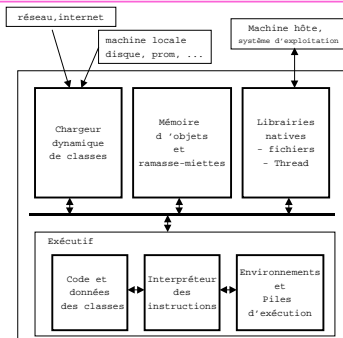 réseau,internet
machine locale
disque, prom, ...
Machine hôte,
système d'exploitation
Chargeur
dynamique
de classes
Mémoire
d 'objets
et
ramasse-miettes
Librairies
natives
- fichiers
- Thread
Exécutif
Code et
données
des classes
Interpréteur
des
instructions
Environnements
et
Piles
d'exécution